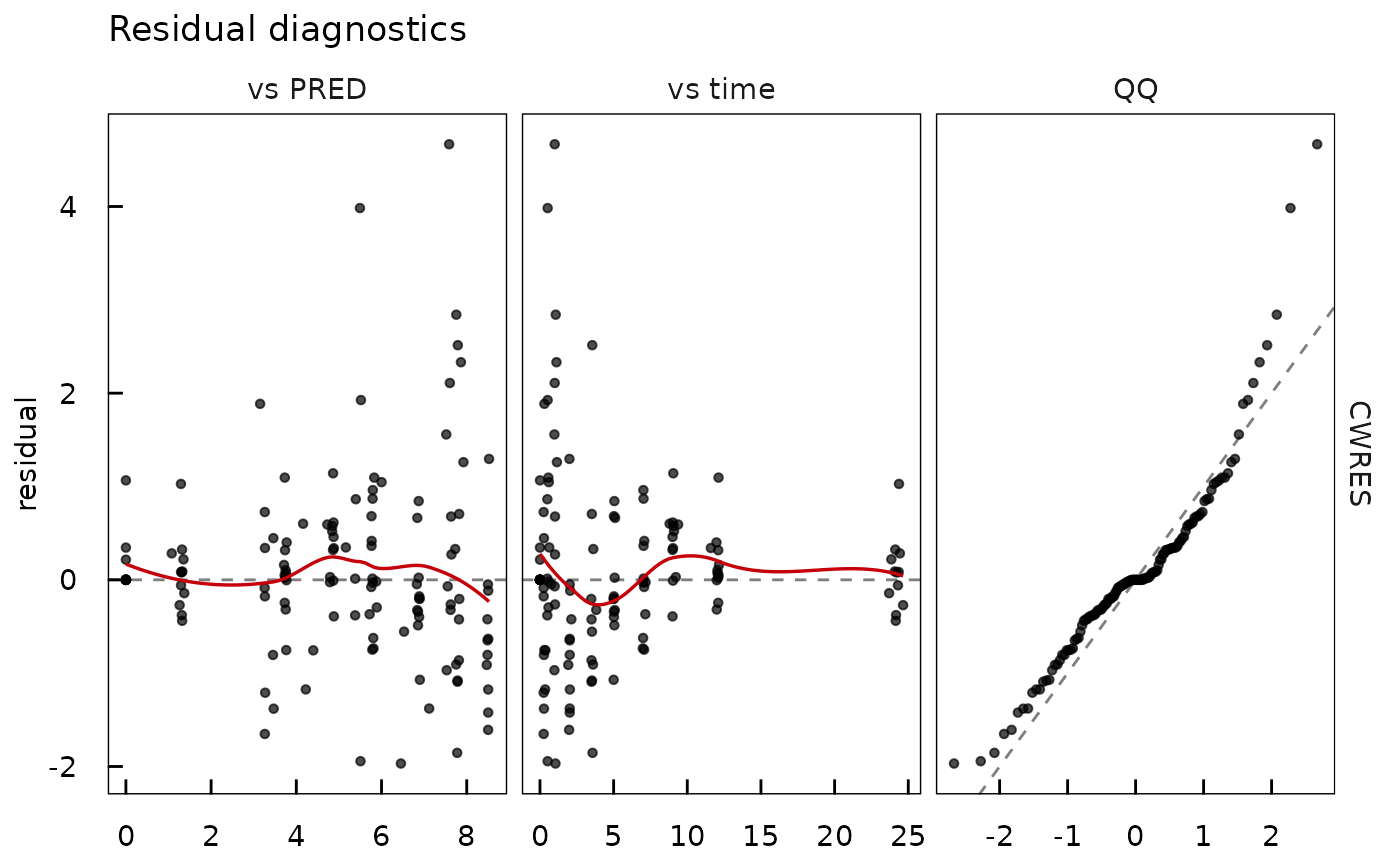 Residual diagnostics
vs PRED
vs time
QQ
residual
4
2
0
-2
CWRES
0 2 4 6 8
0 5 10 15 20 25
-2 -1 0 1 2